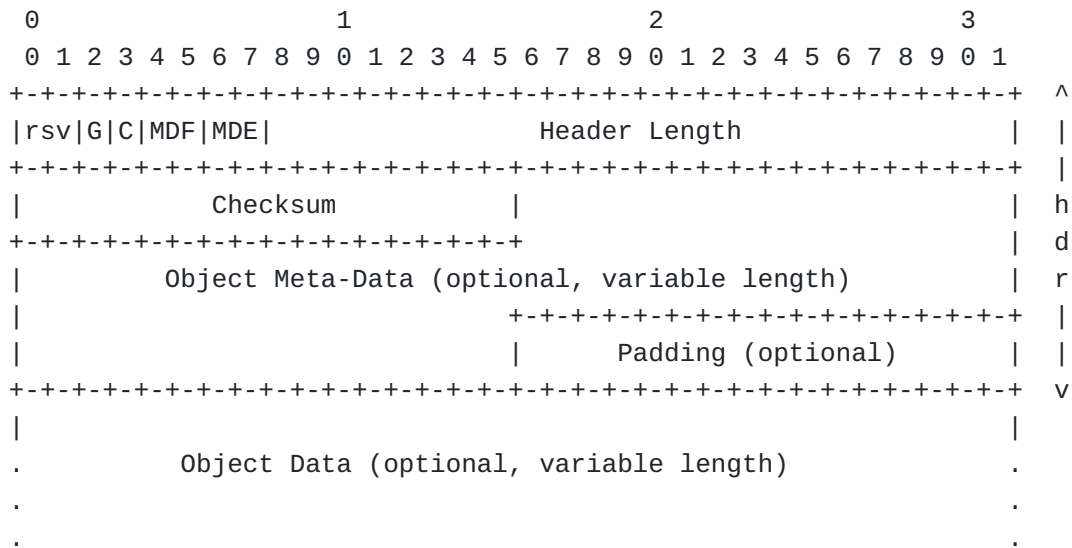 0                   1                   2                   3
 0 1 2 3 4 5 6 7 8 9 0 1 2 3 4 5 6 7 8 9 0 1 2 3 4 5 6 7 8 9 0 1
+-+-+-+-+-+-+-+-+-+-+-+-+-+-+-+-+-+-+-+-+-+-+-+-+-+-+-+-+-+-+-+-+  ^
|rsv|G|C|MDF|MDE|                 Header Length                 |  |
+-+-+-+-+-+-+-+-+-+-+-+-+-+-+-+-+-+-+-+-+-+-+-+-+-+-+-+-+-+-+-+-+  |
|            Checksum           |                               |  h
+-+-+-+-+-+-+-+-+-+-+-+-+-+-+-+-+                               |  d
|         Object Meta-Data (optional, variable length)          |  r
|                               +-+-+-+-+-+-+-+-+-+-+-+-+-+-+-+-+  |
|                               |      Padding (optional)       |  |
+-+-+-+-+-+-+-+-+-+-+-+-+-+-+-+-+-+-+-+-+-+-+-+-+-+-+-+-+-+-+-+-+  v
|                                                               |
.          Object Data (optional, variable length)              .
.                                                               .
.                                                               .